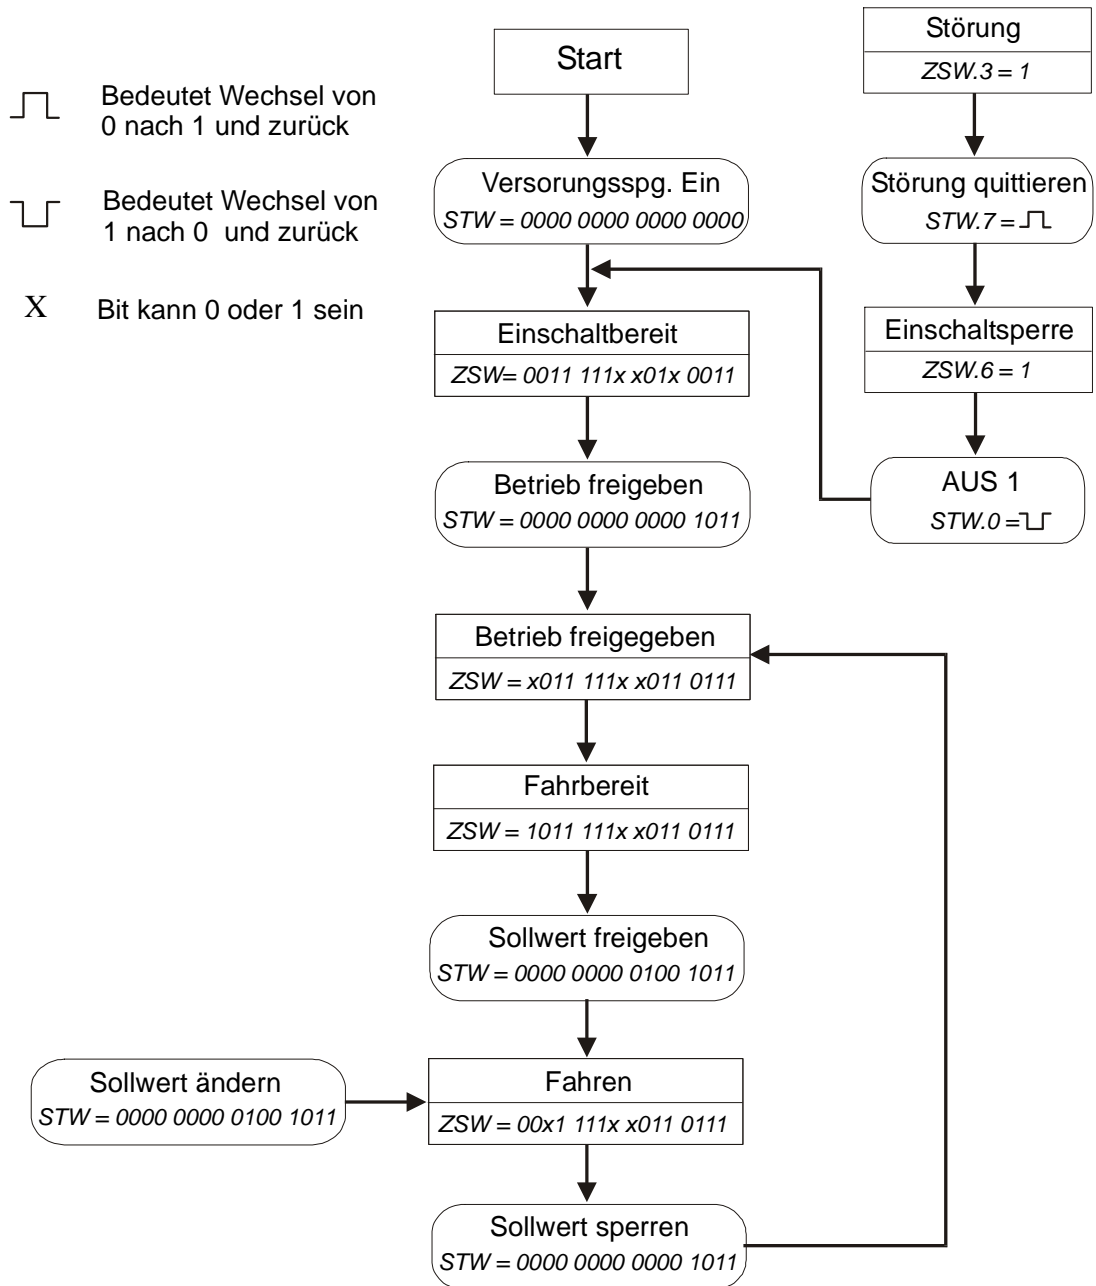 Bedeutet Wechsel von
0 nach 1 und zurück
Bedeutet Wechsel von
1 nach 0 und zurück
X Bit kann 0 oder 1 sein
Start
Versorungsspg. Ein
STW = 0000 0000 0000 0000
Einschaltbereit
ZSW= 0011 111x x01x 0011
Betrieb freigeben
STW = 0000 0000 0000 1011
Betrieb freigegeben
ZSW = x011 111x x011 0111
Fahrbereit
ZSW = 1011 111x x011 0111
Sollwert freigeben
STW = 0000 0000 0100 1011
Sollwert ändern
STW = 0000 0000 0100 1011
Fahren
ZSW = 00x1 111x x011 0111
Sollwert sperren
STW = 0000 0000 0000 1011
Störung
ZSW.3 = 1
Störung quittieren
STW.7 =
Einschaltsperre
ZSW.6 = 1
AUS 1
STW.0 =